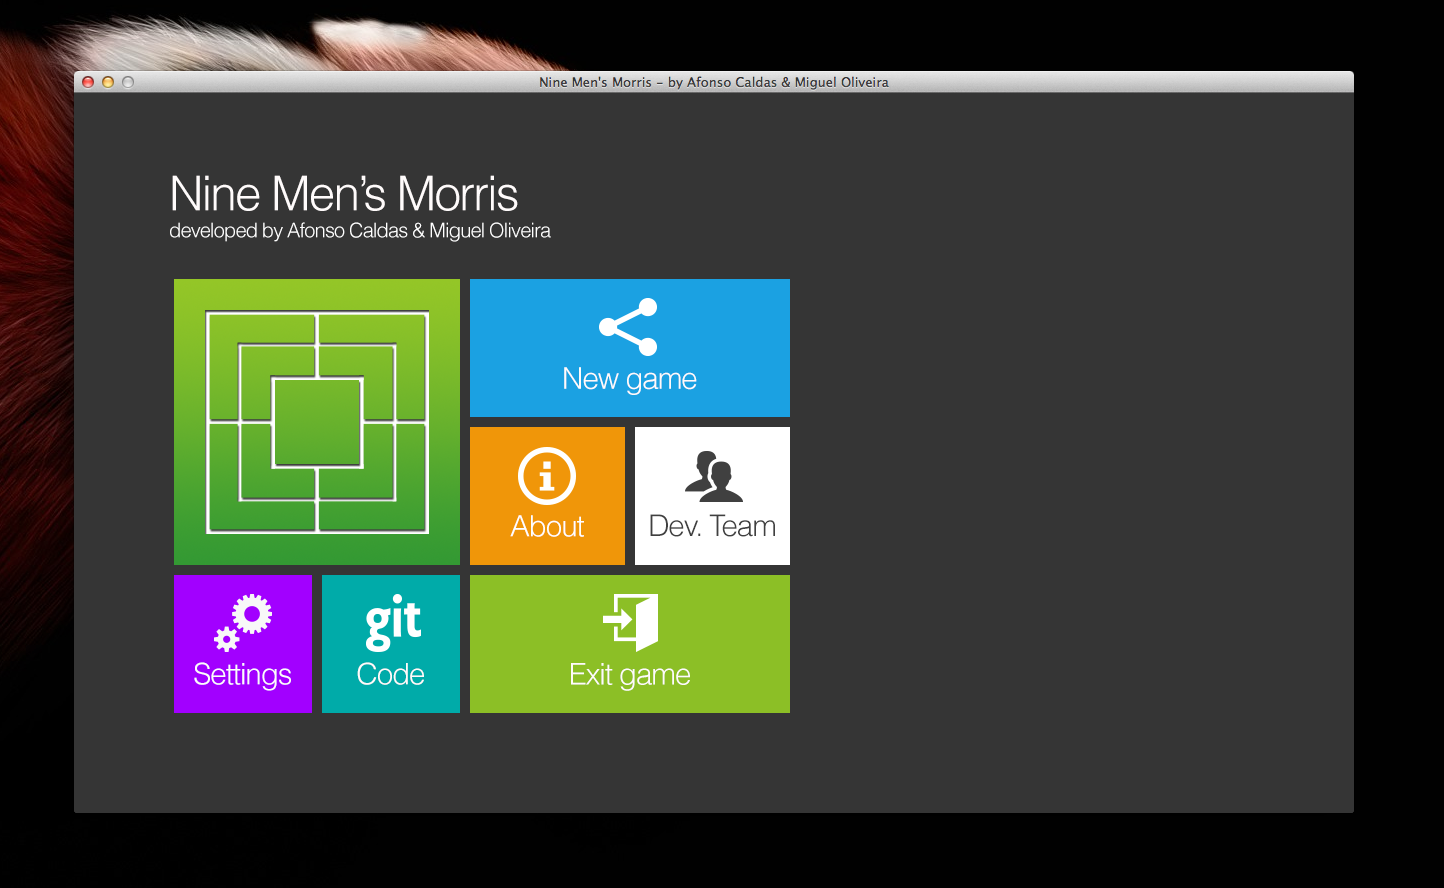 Nine Men's Morris - by Afonso Caldas & Miguel Oliveira
Nine Men's Morris
developed by Afonso Caldas & Miguel Oliveira
New game
About
Dev. Team
Settings
git
Code
Exit game